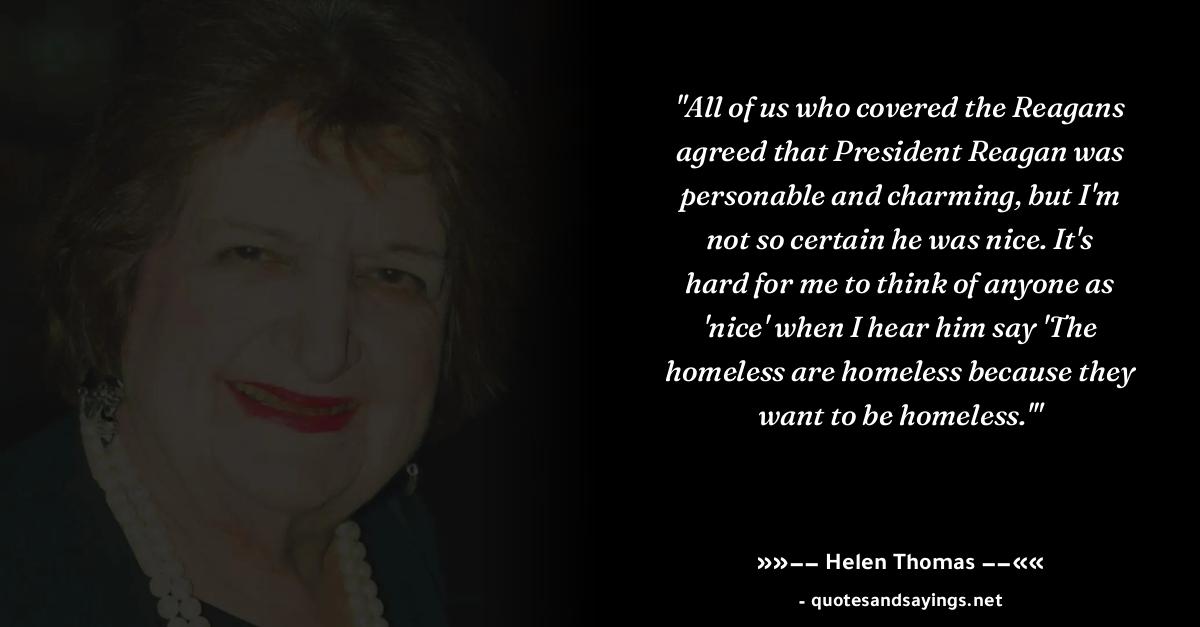 "All of us who covered the Reagans
agreed that President Reagan was
personable and charming, but I'm
not so certain he was nice. It's
hard for me to think of anyone as
'nice' when I hear him say 'The
homeless are homeless because they
want to be homeless.'"
»»–– Helen Thomas ––««
- quotesandsayings.net